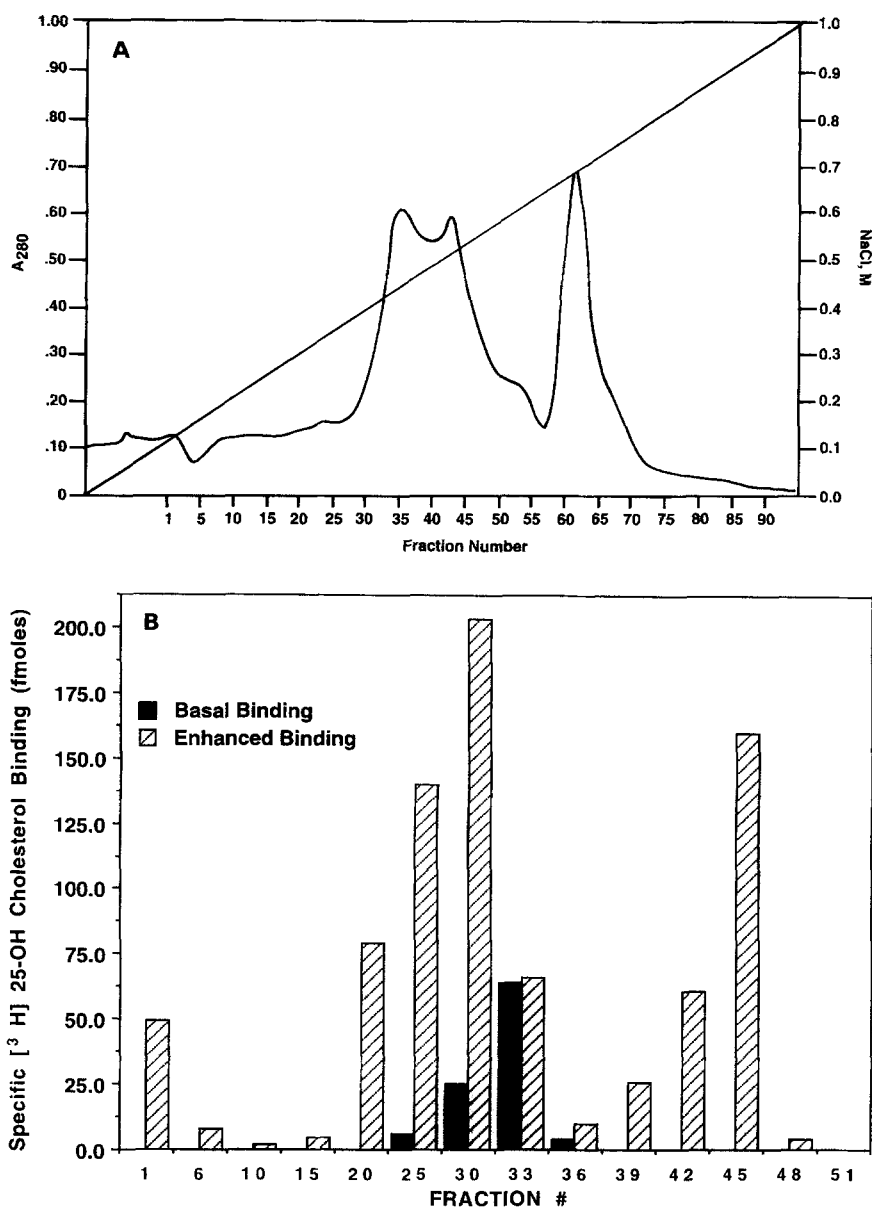 A
1.00
.90
.80
.70
.60
.50
.40
.30
.20
.10
0
A280
1.0
0.9
0.8
0.7
0.6
0.5
0.4
0.3
0.2
0.1
0.0
NaCl, M
1 5 10 15 20 25 30 35 40 45 50 55 60 65 70 75 80 85 90
Fraction Number
B
Specific [3 H] 25-OH Cholesterol Binding (fmoles)
200.0
175.0
150.0
125.0
100.0
75.0
50.0
25.0
0.0
Basal Binding
Enhanced Binding
1 6 10 15 20 25 30 33 36 39 42 45 48 51
FRACTION #